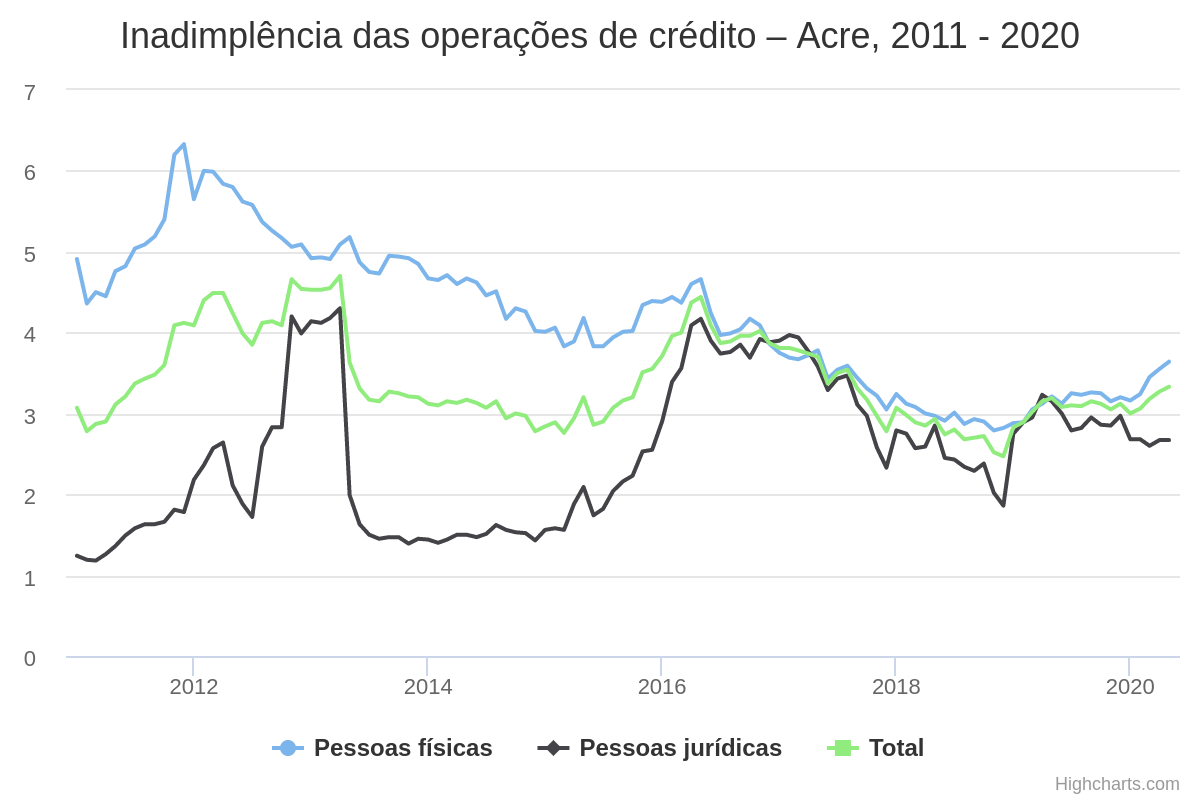 Inadimplência das operações de crédito – Acre, 2011 - 2020
7
6
5
4
3
2
1
0
2012 2014 2016 2018 2020
Pessoas físicas Pessoas jurídicas Total
Highcharts.com